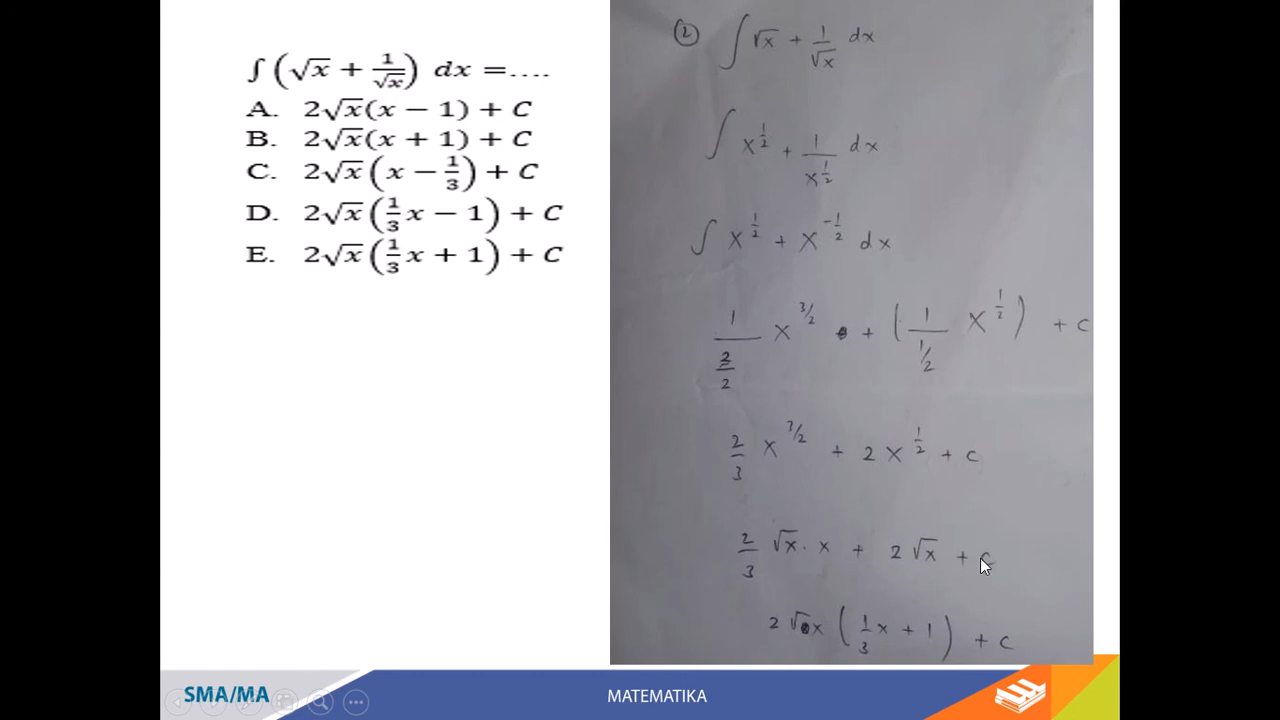 ∫ (√x + 1/√x) dx = ....
A. 2√x(x − 1) + C
B. 2√x(x + 1) + C
C. 2√x(x − 1/3) + C
D. 2√x(1/3 x − 1) + C
E. 2√x(1/3 x + 1) + C
② ∫ √x + 1/√x dx
∫ x^(1/2) + 1/x^(1/2) dx
∫ x^(1/2) + x^(-1/2) dx
1/(3/2) x^(3/2) + (1/(1/2) x^(1/2)) + c
2/3 x^(3/2) + 2x^(1/2) + c
2/3 √x . x + 2√x + c
2√x (1/3 x + 1) + c
SMA/MA
MATEMATIKA